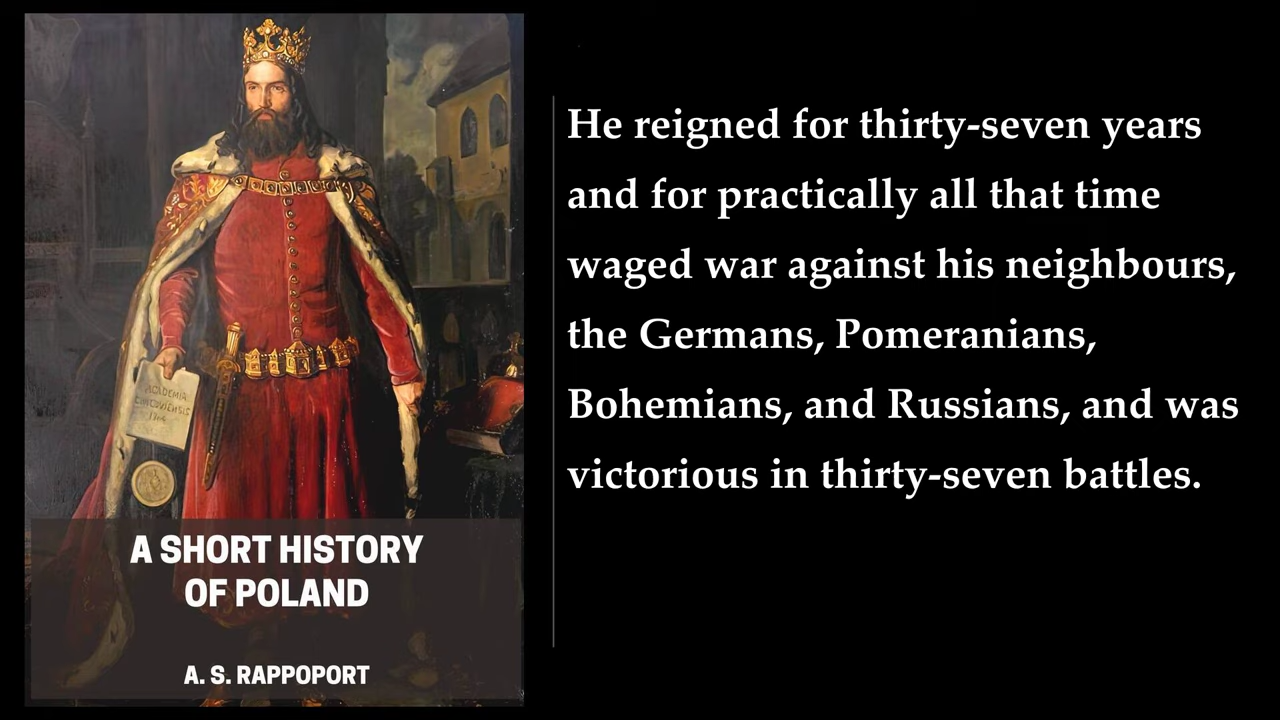 ACADEMIA
A SHORT HISTORY
OF POLAND
A. S. RAPPOPORT
He reigned for thirty-seven years
and for practically all that time
waged war against his neighbours,
the Germans, Pomeranians,
Bohemians, and Russians, and was
victorious in thirty-seven battles.